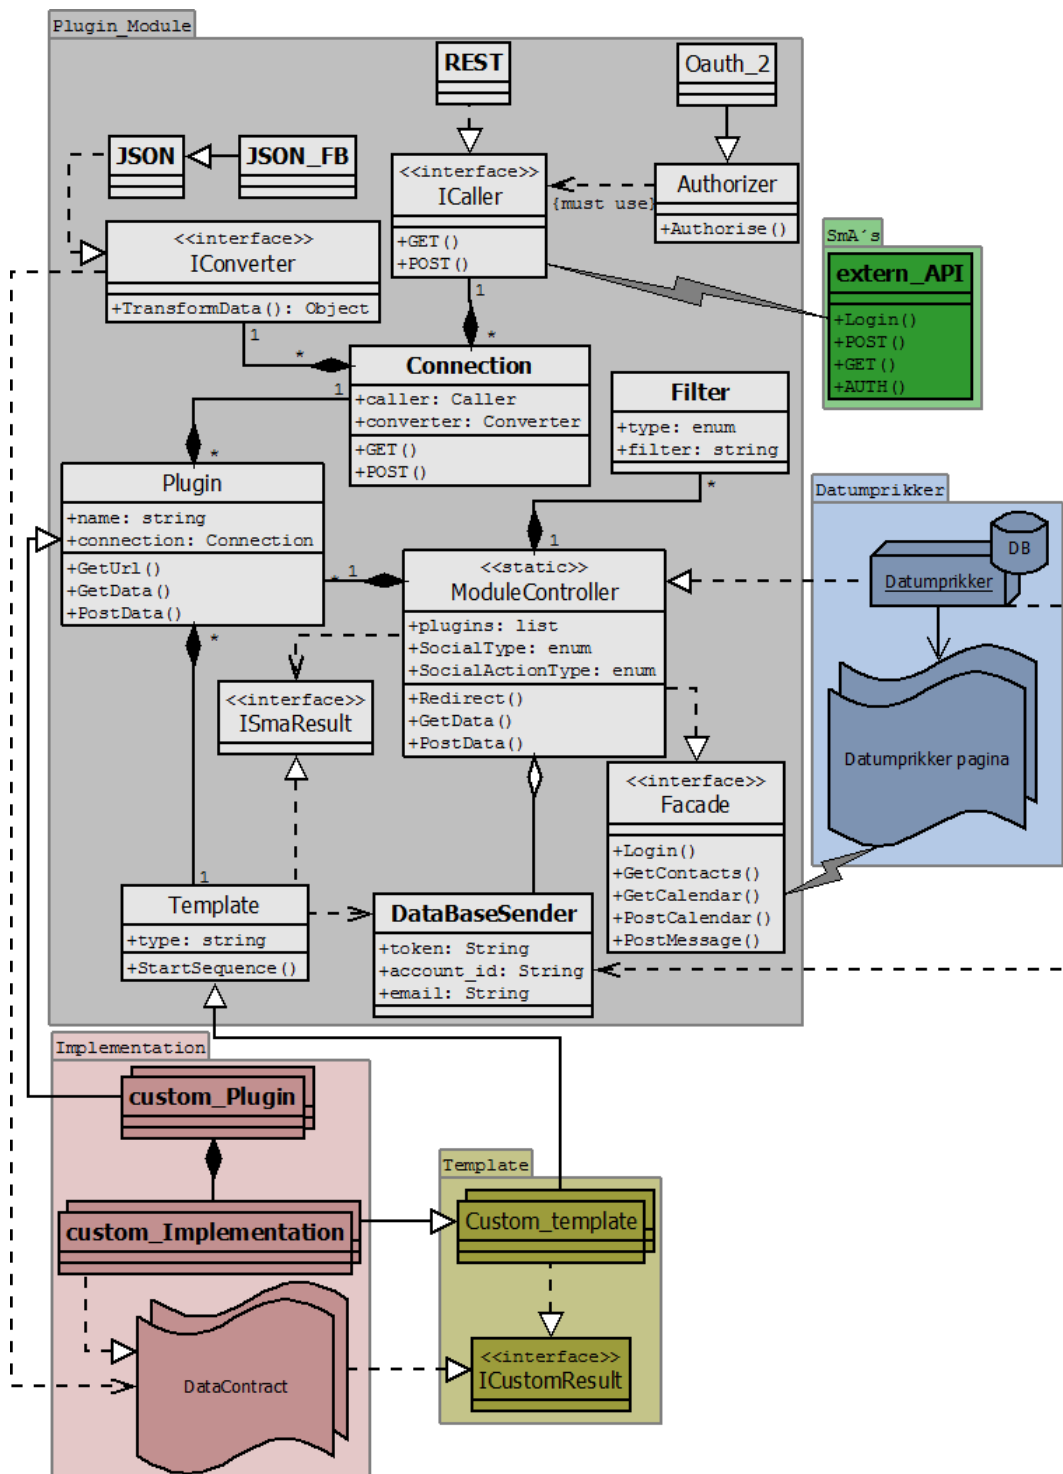 Plugin_Module
REST
Oauth_2
JSON
JSON_FB
<<interface>>
ICaller
+GET()
+POST()
{must use}
Authorizer
+Authorise()
<<interface>>
IConverter
+TransformData(): Object
SmA´s
extern_API
+Login()
+POST()
+GET()
+AUTH()
1
*
1
*
Connection
+caller: Caller
+converter: Converter
+GET()
+POST()
1
*
Filter
+type: enum
+filter: string
*
1
Plugin
+name: string
+connection: Connection
+GetUrl()
+GetData()
+PostData()
*
1
<<static>>
ModuleController
+plugins: list
+SocialType: enum
+SocialActionType: enum
+Redirect()
+GetData()
+PostData()
Datumprikker
DB
Datumprikker
Datumprikker pagina
*
1
<<interface>>
ISmaResult
<<interface>>
Facade
+Login()
+GetContacts()
+GetCalendar()
+PostCalendar()
+PostMessage()
Template
+type: string
+StartSequence()
DataBaseSender
+token: String
+account_id: String
+email: String
Implementation
custom_Plugin
custom_Implementation
DataContract
Template
Custom_template
<<interface>>
ICustomResult